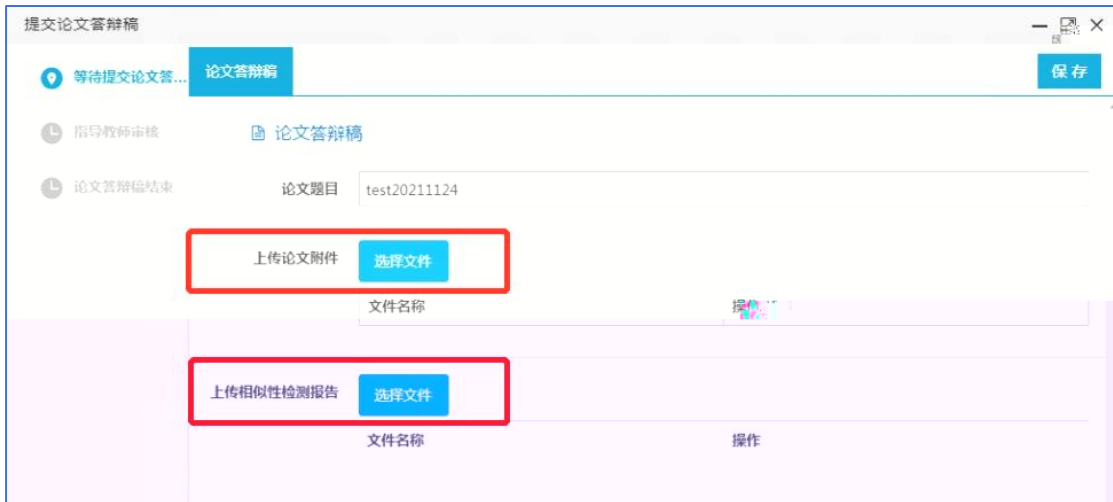 提交论文答辩稿
等待提交论文答...
论文答辩稿
保存
指导教师审核
论文答辩稿
论文答辩稿结束
论文题目
test20211124
上传论文附件
选择文件
文件名称
操作
上传相似性检测报告
选择文件
文件名称
操作